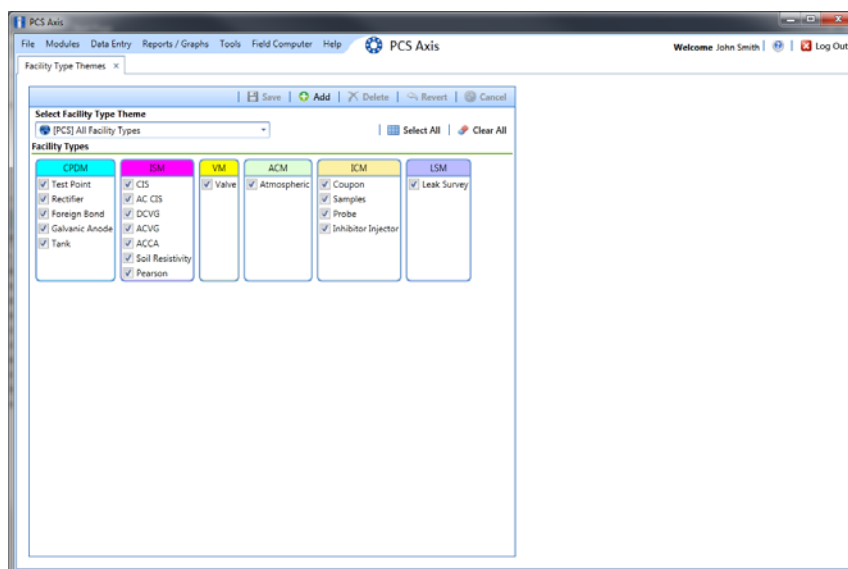 PCS Axis
File Modules Data Entry Reports / Graphs Tools Field Computer Help PCS Axis Welcome John Smith | | Log Out
Facility Type Themes ×
| Save | Add | Delete | Revert | Cancel
Select Facility Type Theme
[PCS] All Facility Types | Select All | Clear All
Facility Types
CPDM ISM VM ACM ICM LSM
Test Point CIS Valve Atmospheric Coupon Leak Survey
Rectifier AC CIS Samples
Foreign Bond DCVG Probe
Galvanic Anode ACVG Inhibitor Injector
Tank ACCA
Soil Resistivity
Pearson